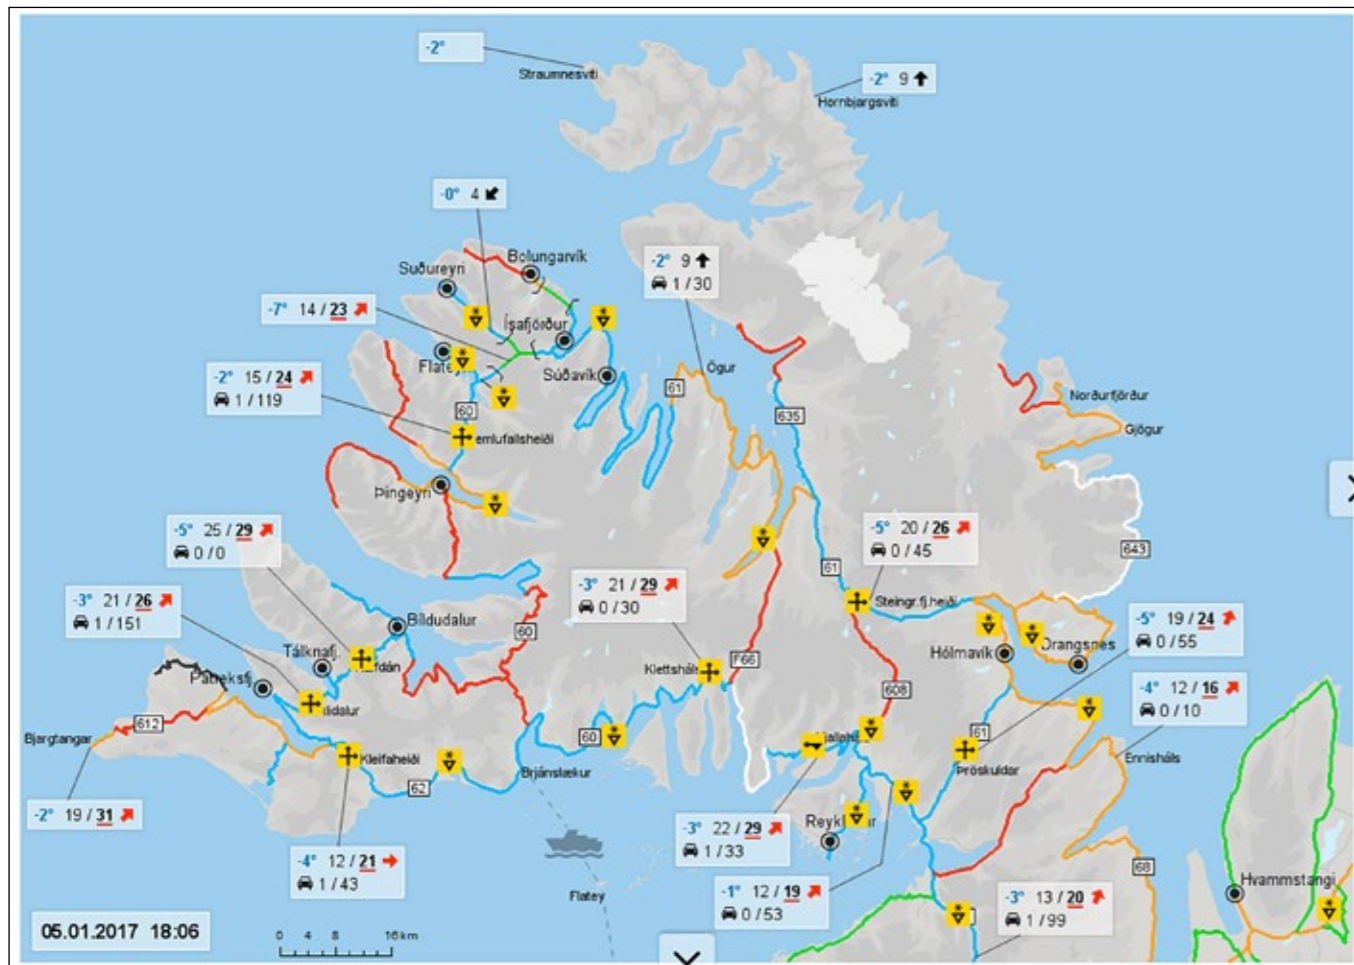 -2°
Straumnesviti
-2° 9
Hornbjargsviti
-0° 4
Bolungarvík
Suðureyri
-2° 9
1 / 30
-7° 14 / 23
Ísafjörður
Ögur
Súðavík
-2° 15 / 24
1 / 119
61
Norðurfjörður
60
635
Gjögur
emlufallsheiði
Þingeyri
-5° 25 / 29
0 / 0
-5° 20 / 26
0 / 45
643
-3° 21 / 29
0 / 30
61
-3° 21 / 26
1 / 151
Steingr.fj.heiði
-5° 19 / 24
0 / 55
Bíldudalur
60
Tálknafj.
Hólmavík
Drangsnes
Klettsháls
F66
Patreksfj.
608
-4° 12 / 16
0 / 10
612
Bjargtangar
60
61
Kleifaheiði
Ennisháls
Þröskuldar
Brjánslækur
62
-2° 19 / 31
-3° 22 / 29
1 / 33
-4° 12 / 21
1 / 43
68
Hvammstangi
Flatey
-1° 12 / 19
0 / 53
-3° 13 / 20
1 / 99
05.01.2017 18:06
0 4 8 16km